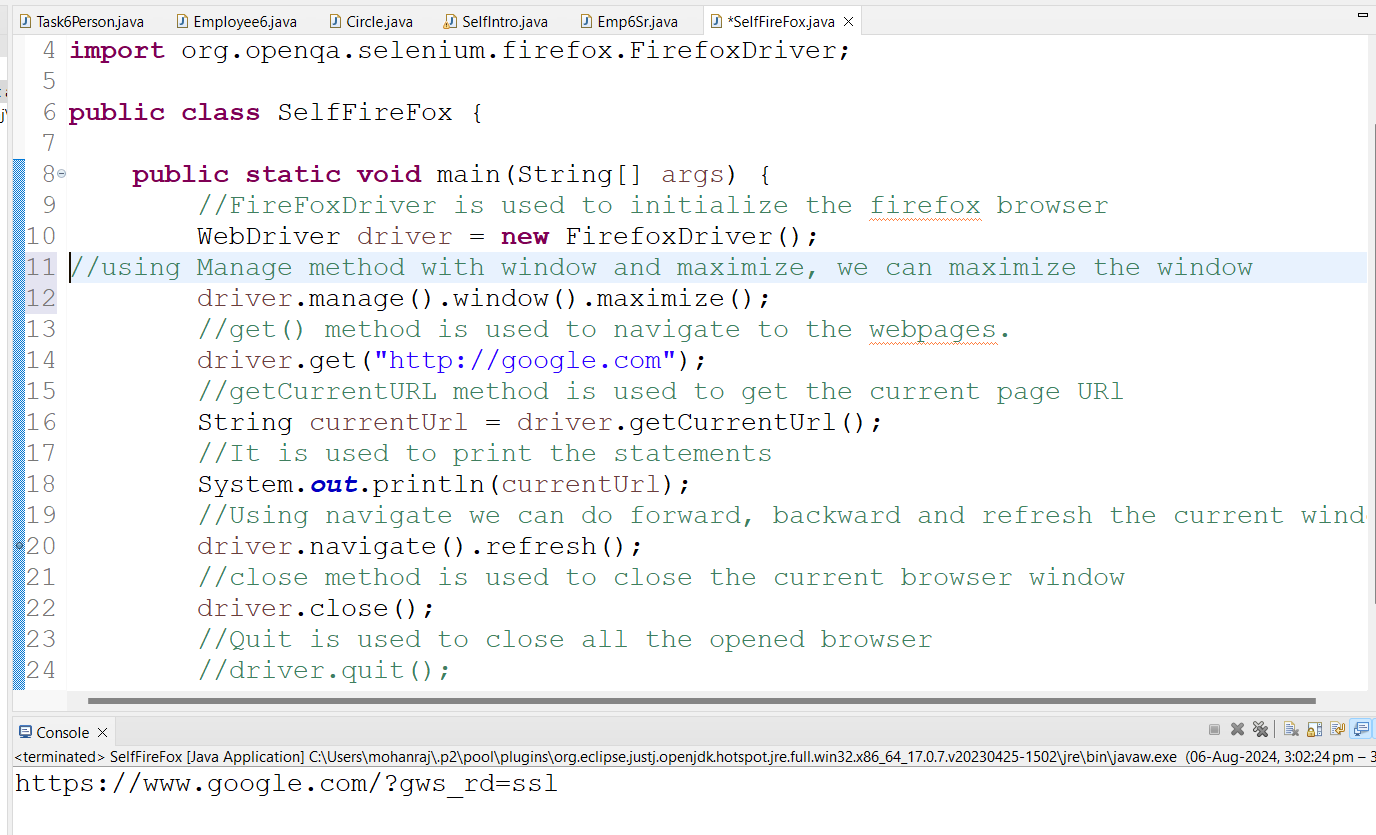 Task6Person.java Employee6.java Circle.java SelfIntro.java Emp6Sr.java *SelfFireFox.java
4 import org.openqa.selenium.firefox.FirefoxDriver;
5
6 public class SelfFireFox {
7
8 public static void main(String[] args) {
9 //FireFoxDriver is used to initialize the firefox browser
10 WebDriver driver = new FirefoxDriver();
11 //using Manage method with window and maximize, we can maximize the window
12 driver.manage().window().maximize();
13 //get() method is used to navigate to the webpages.
14 driver.get("http://google.com");
15 //getCurrentURL method is used to get the current page URl
16 String currentUrl = driver.getCurrentUrl();
17 //It is used to print the statements
18 System.out.println(currentUrl);
19 //Using navigate we can do forward, backward and refresh the current wind
20 driver.navigate().refresh();
21 //close method is used to close the current browser window
22 driver.close();
23 //Quit is used to close all the opened browser
24 //driver.quit();
Console
<terminated> SelfFireFox [Java Application] C:\Users\mohanraj\.p2\pool\plugins\org.eclipse.justj.openjdk.hotspot.jre.full.win32.x86_64_17.0.7.v20230425-1502\jre\bin\javaw.exe (06-Aug-2024, 3:02:24 pm – 3
https://www.google.com/?gws_rd=ssl